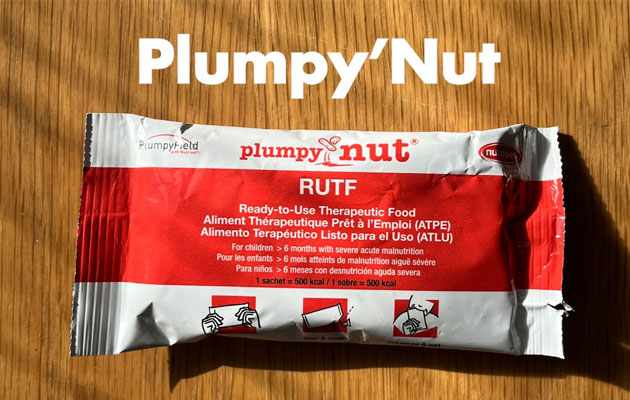 Plumpy'Nut
PlumpyField
plumpy nut®
RUTF
Ready-to-Use Therapeutic Food
Aliment Thérapeutique Prêt à l'Emploi (ATPE)
Alimento Terapéutico Listo para el Uso (ATLU)
For children > 6 months with severe acute malnutrition
Pour les enfants > 6 mois atteints de malnutrition aiguë sévère
Para niños > 6 meses con desnutrición aguda severa
1 sachet = 500 kcal / 1 sobre = 500 kcal